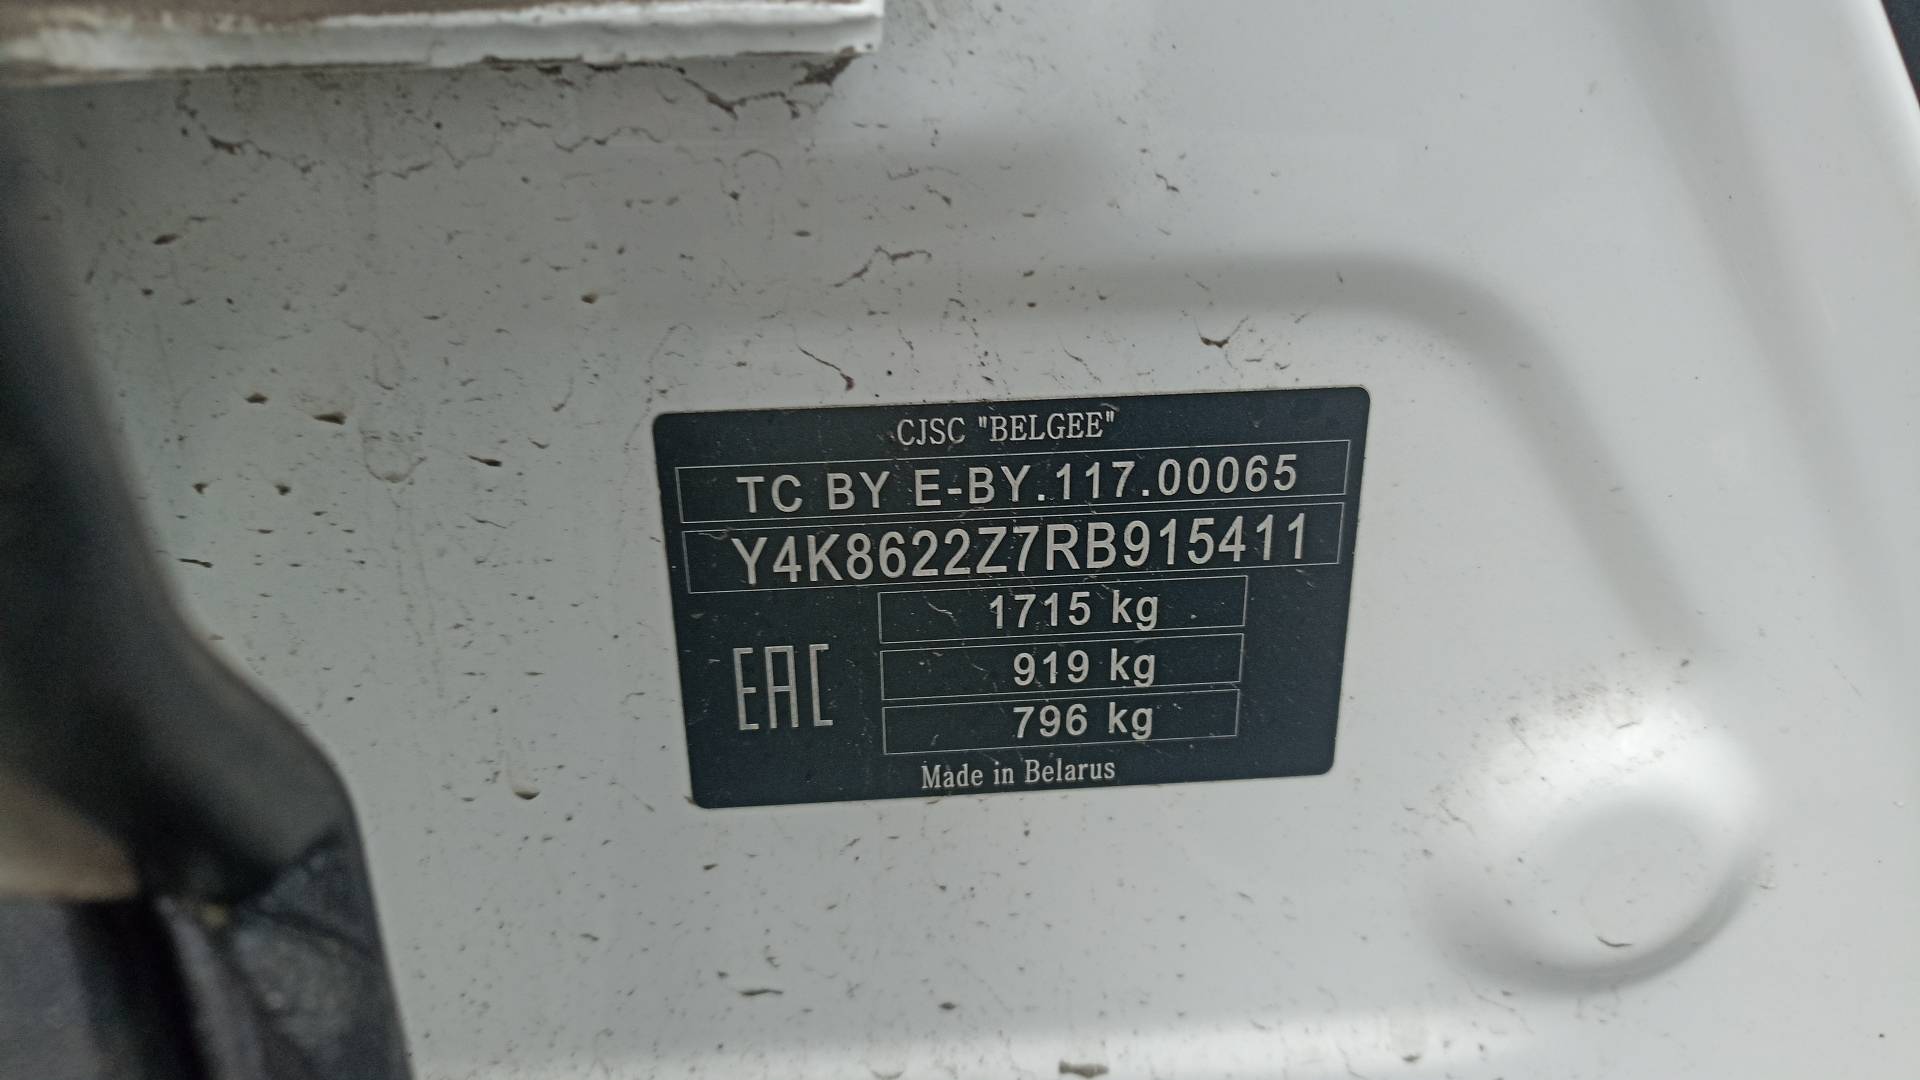 CJSC "BELGEE"
TC BY E-BY.117.00065
Y4K8622Z7RB915411
1715 kg
919 kg
796 kg
EAC
Made in Belarus